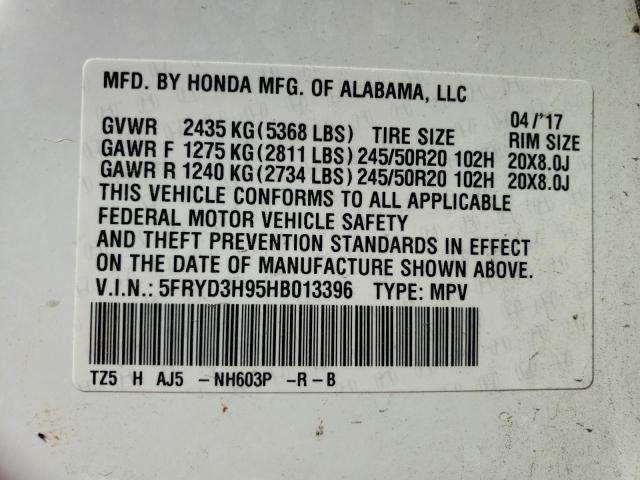 MFD. BY HONDA MFG. OF ALABAMA, LLC
04/'17
GVWR 2435 KG(5368 LBS) TIRE SIZE RIM SIZE
GAWR F 1275 KG(2811 LBS) 245/50R20 102H 20X8.0J
GAWR R 1240 KG(2734 LBS) 245/50R20 102H 20X8.0J
THIS VEHICLE CONFORMS TO ALL APPLICABLE
FEDERAL MOTOR VEHICLE SAFETY
AND THEFT PREVENTION STANDARDS IN EFFECT
ON THE DATE OF MANUFACTURE SHOWN ABOVE.
V.I.N.: 5FRYD3H95HB013396 TYPE: MPV
TZ5 H AJ5 -NH603P -R-B